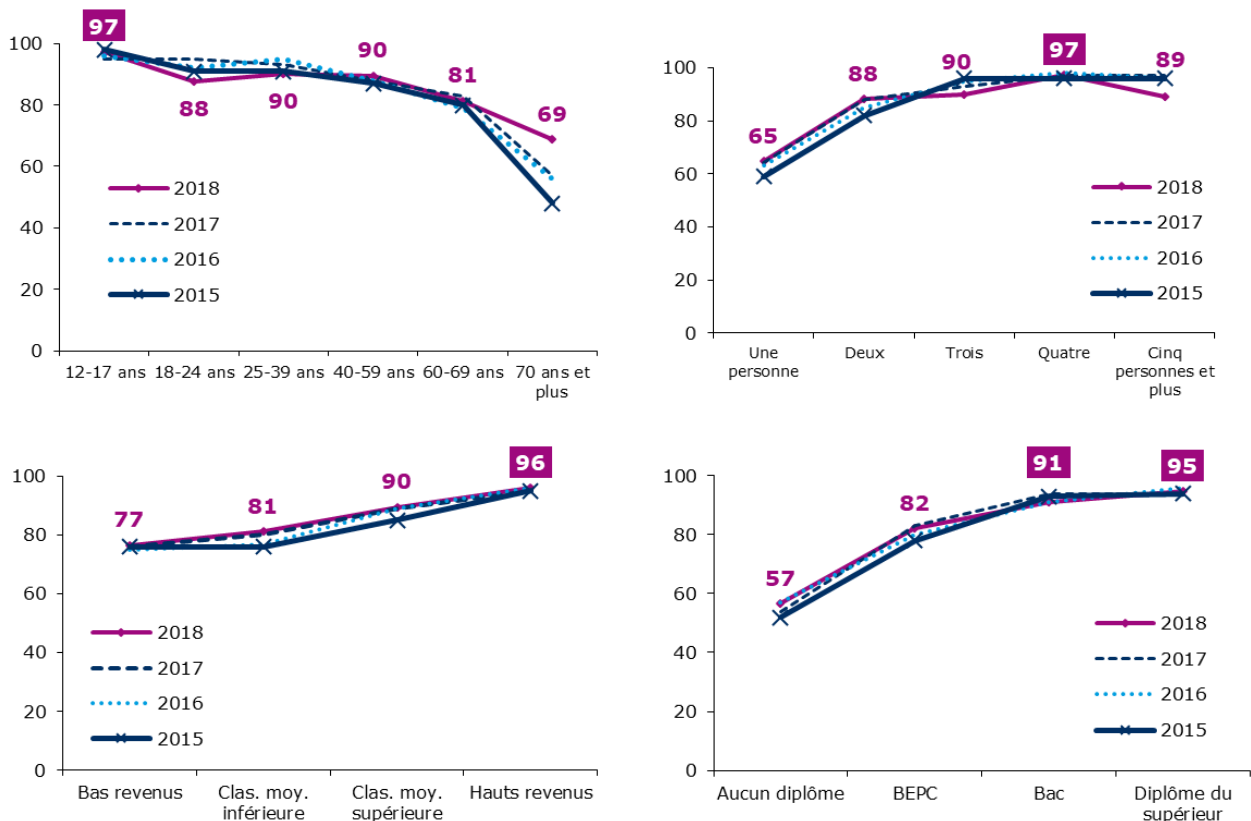 97
90
81
88
90
69
100
80
60
40
20
0
2018
2017
2016
2015
12-17 ans 18-24 ans 25-39 ans 40-59 ans 60-69 ans 70 ans et
plus
65
88
90
97
89
100
80
60
40
20
0
2018
2017
2016
2015
Une
personne
Deux
Trois
Quatre
Cinq
personnes et
plus
77
81
90
96
100
80
60
40
20
0
2018
2017
2016
2015
Bas revenus
Clas. moy.
inférieure
Clas. moy.
supérieure
Hauts revenus
57
82
91
95
100
80
60
40
20
0
2018
2017
2016
2015
Aucun diplôme
BEPC
Bac
Diplôme du
supérieur